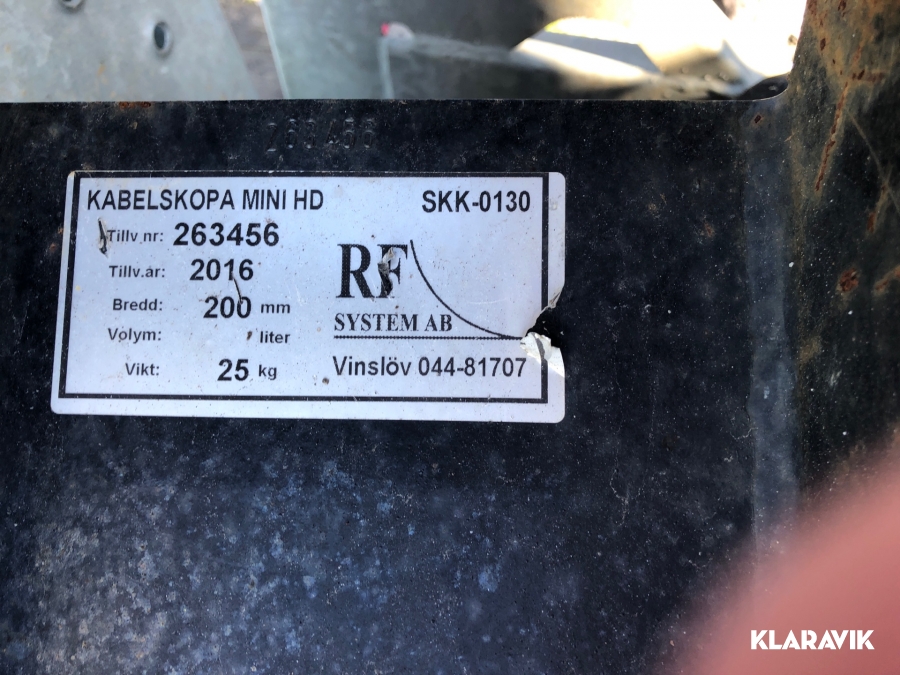 263456
KABELSKOPA MINI HD SKK-0130
Tillv.nr: 263456
Tillv.år: 2016
Bredd: 200 mm
Volym: liter
Vikt: 25 kg
RF
SYSTEM AB
Vinslöv 044-81707
KLARAVIK